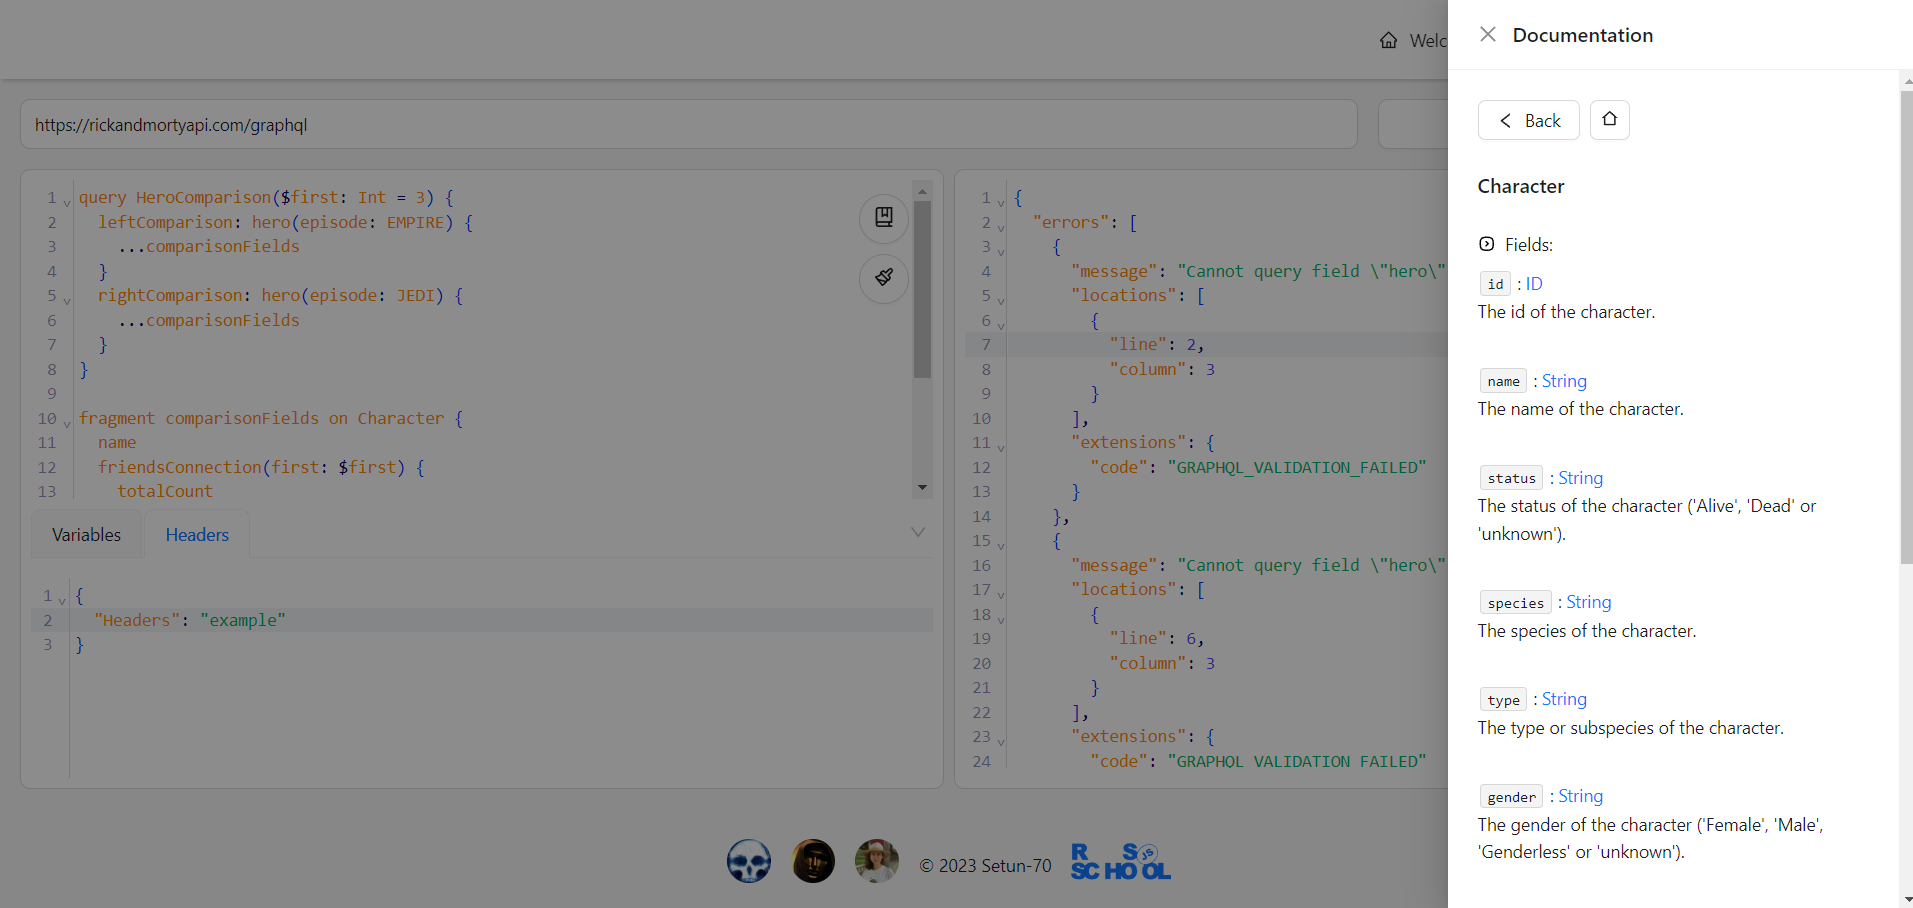 Welc
https://rickandmortyapi.com/graphql
1 query HeroComparison($first: Int = 3) {
2 leftComparison: hero(episode: EMPIRE) {
3 ...comparisonFields
4 }
5 rightComparison: hero(episode: JEDI) {
6 ...comparisonFields
7 }
8 }
9
10 fragment comparisonFields on Character {
11 name
12 friendsConnection(first: $first) {
13 totalCount
Variables Headers
1 {
2 "Headers": "example"
3 }
1 {
2 "errors": [
3 {
4 "message": "Cannot query field \"hero\"
5 "locations": [
6 {
7 "line": 2,
8 "column": 3
9 }
10 ],
11 "extensions": {
12 "code": "GRAPHQL_VALIDATION_FAILED"
13 }
14 },
15 {
16 "message": "Cannot query field \"hero\"
17 "locations": [
18 {
19 "line": 6,
20 "column": 3
21 }
22 ],
23 "extensions": {
24 "code": "GRAPHQL VALIDATION FAILED"
© 2023 Setun-70
R S JS
SCHOOL
Documentation
Back
Character
Fields:
id : ID
The id of the character.
name : String
The name of the character.
status : String
The status of the character ('Alive', 'Dead' or
'unknown').
species : String
The species of the character.
type : String
The type or subspecies of the character.
gender : String
The gender of the character ('Female', 'Male',
'Genderless' or 'unknown').